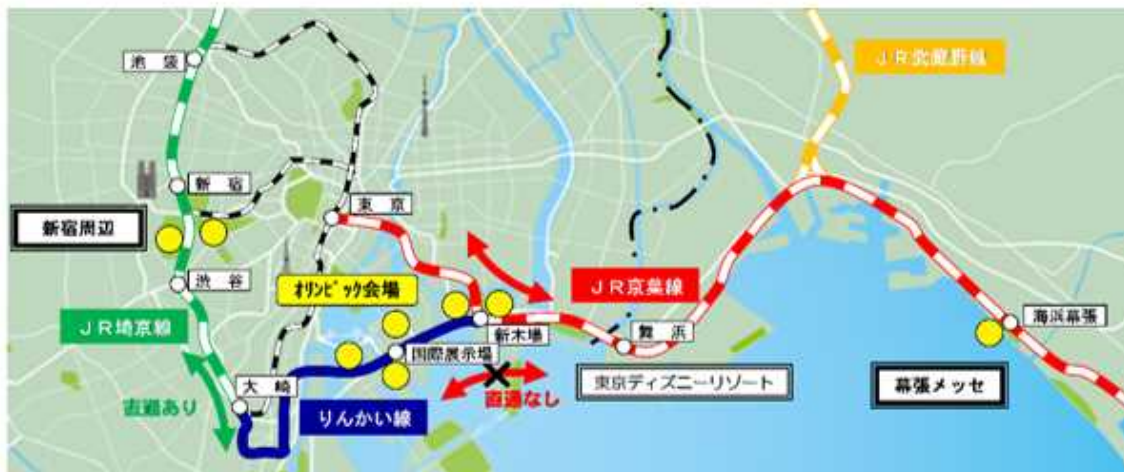 池袋
JR武蔵野線
新宿
東京
新宿周辺
渋谷
オリンピック会場
JR京葉線
JR埼京線
新木場
舞浜
海浜幕張
国際展示場
大崎
東京ディズニーリゾート
幕張メッセ
直通あり
りんかい線
直通なし